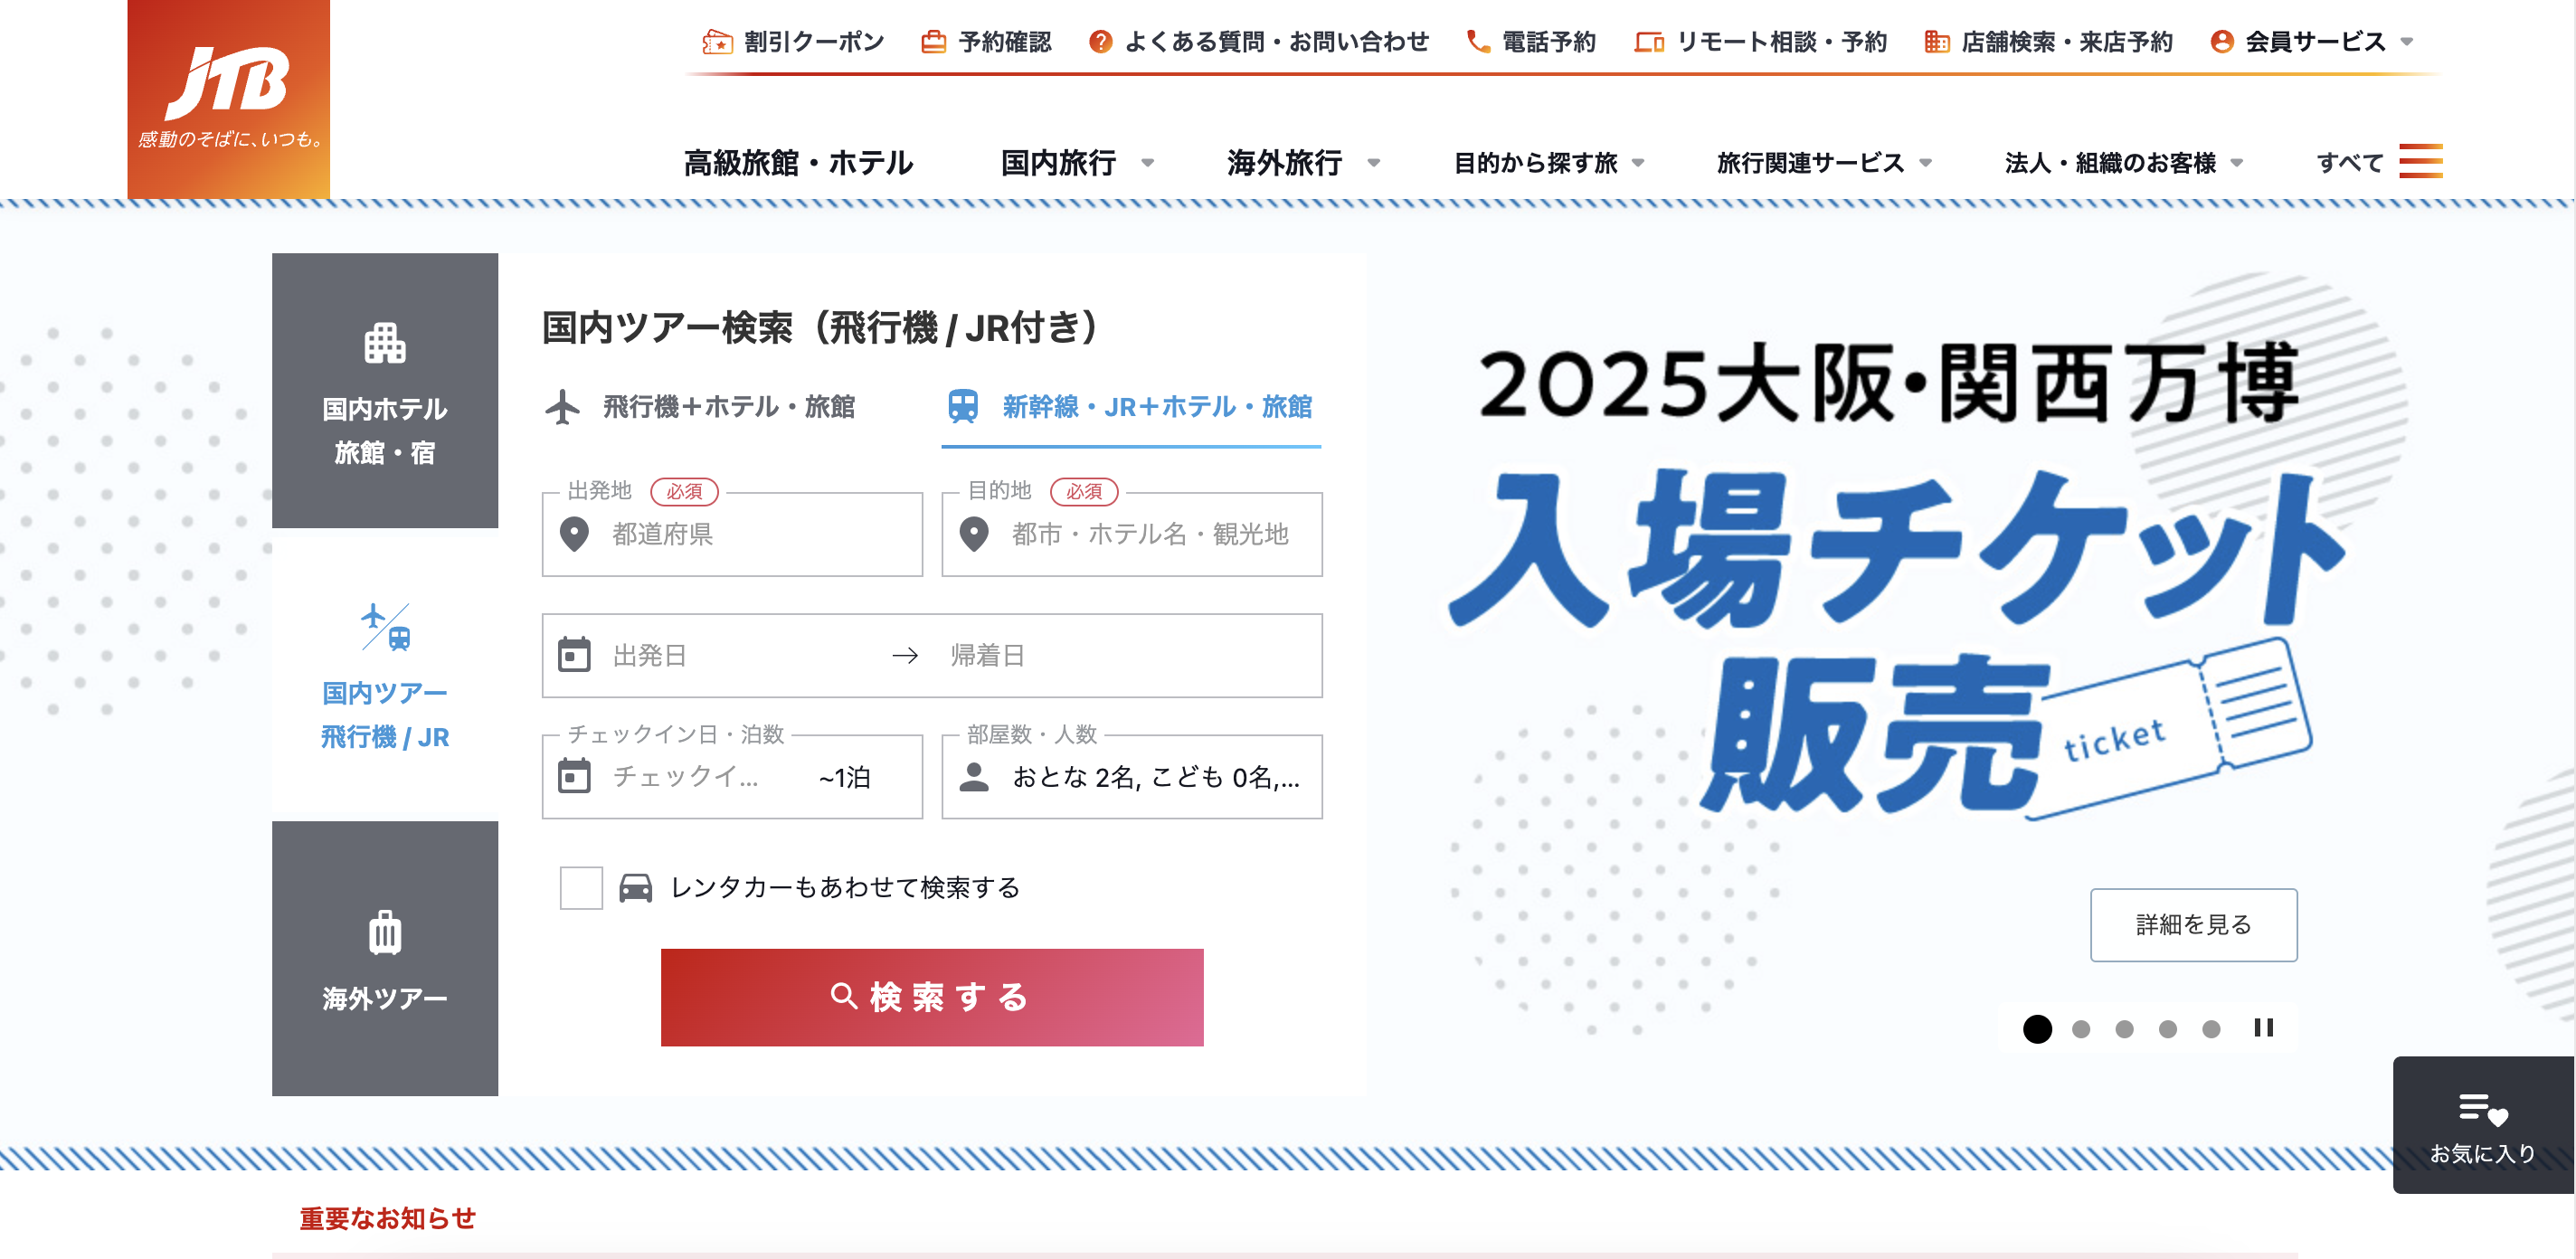 JTB
感動のそばに、いつも。
割引クーポン
予約確認
よくある質問・お問い合わせ
電話予約
リモート相談・予約
店舗検索・来店予約
会員サービス
高級旅館・ホテル
国内旅行
海外旅行
目的から探す旅
旅行関連サービス
法人・組織のお客様
すべて
国内ホテル
旅館・宿
国内ツアー
飛行機 / JR
海外ツアー
国内ツアー検索（飛行機 / JR付き）
飛行機＋ホテル・旅館
新幹線・JR＋ホテル・旅館
出発地 必須
都道府県
目的地 必須
都市・ホテル名・観光地
出発日 → 帰着日
チェックイン日・泊数
チェックイ... ~1泊
部屋数・人数
おとな 2名, こども 0名,...
レンタカーもあわせて検索する
検索する
2025大阪・関西万博
入場チケット
販売
ticket
詳細を見る
お気に入り
重要なお知らせ